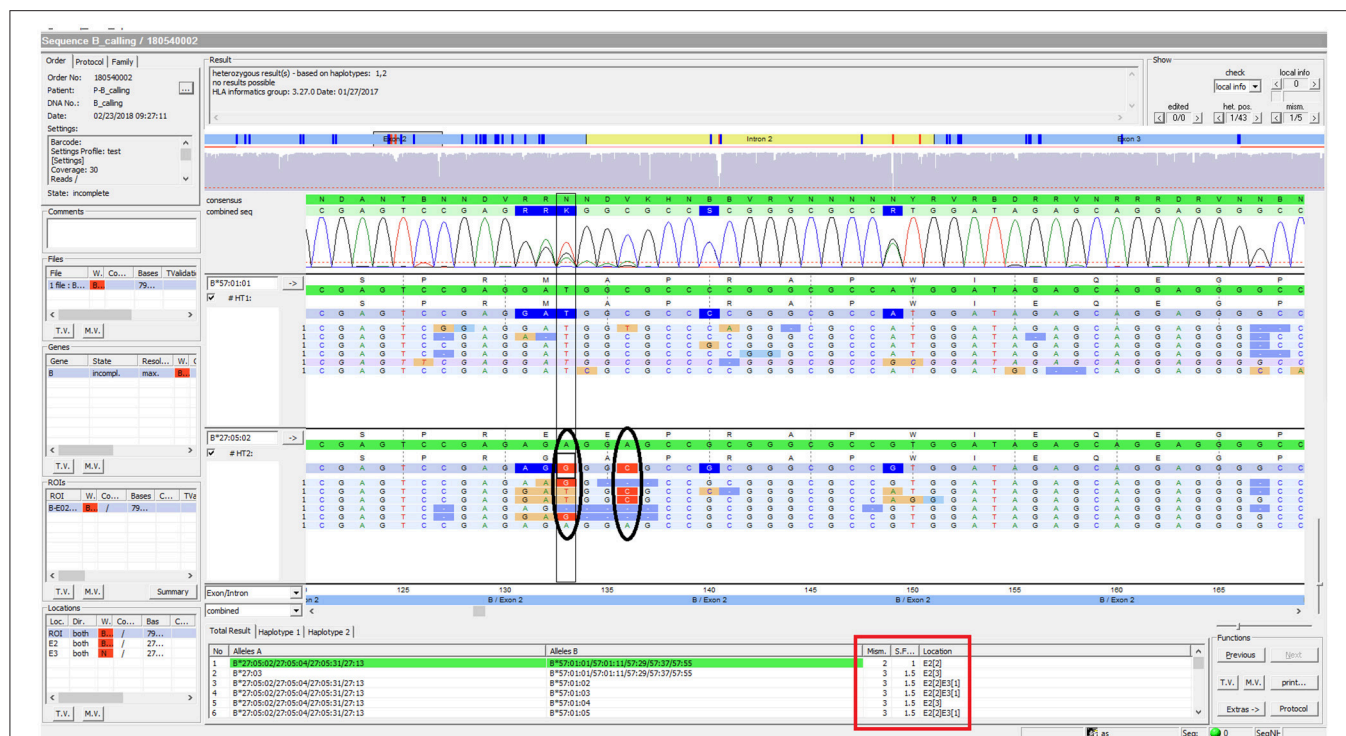 Sequence B_calling / 180540002
Order Protocol Family
Order No: 180540002
Patient: P-B_calling ...
DNA No.: B_calling
Date: 02/23/2018 09:27:11
Settings:
Barcode:
Settings Profile: test
[Settings]
Coverage: 30
Reads /
State: incomplete
Comments
Files
File W. Co... Bases TValidati
1 file : B... B... 79...
T.V. M.V.
Genes
Gene State Resol... W. C
B incompl. max. B...
T.V. M.V.
ROIs
ROI W. Co... Bases C... TVa
B-E02... B... / 79...
T.V. M.V. Summary
Locations
Loc. Dir. W. Co... Bas C...
ROI both B... / 79...
E2 both B... / 27...
E3 both N / 27...
T.V. M.V.
Result
heterozygous result(s) - based on haplotypes: 1,2
no results possible
HLA informatics group: 3.27.0 Date: 01/27/2017
Show
check local info
local info < 0 >
edited het. pos. mism.
< 0/0 > < 1/43 > < 1/5 >
Exon 2 Intron 2 Exon 3
consensus N D A N T B N N D V R R N N D V K H N B B V R V N N N N Y R V R B D R R V N R R R D R V N N B N
combined seq C G A G T C C G A G R R K G G C G C C S C G G G C G C C R T G G A T A G A G C A G G A G G G G C C
B*57:01:01 ->
S P R M A P R A P W I E Q E G P
C G A G T C C G A G G A T G G C G C C C C G G G C G C C A T G G A T A G A G C A G G A G G G G C C
# HT1:
S P R M A P R A P W I E Q E G P
C G A G T C C G A G G A T G G C G C C C C G G G C G C C A T G G A T A G A G C A G G A G G G G C C
B*27:05:02 ->
S P R E E P R A P W I E Q E G P
C G A G T C C G A G A G A G G A G C C G C G G G C G C C G T G G A T A G A G C A G G A G G G G C C
# HT2:
S P R G A P R A P W I E Q E G P
C G A G T C C G A G A G G G G C G C C G C G G G C G C C G T G G A T A G A G C A G G A G G G G C C
Exon/Intron 125 130 135 140 145 150 155 160 165
B / Exon 2 B / Exon 2 B / Exon 2 B / Exon 2
combined
Total Result Haplotype 1 Haplotype 2
No Alleles A Alleles B Mism. S.F... Location
1 B*27:05:02/27:05:04/27:05:31/27:13 B*57:01:01/57:01:11/57:29/57:37/57:55 2 1 E2[2]
2 B*27:03 B*57:01:01/57:01:11/57:29/57:37/57:55 3 1.5 E2[3]
3 B*27:05:02/27:05:04/27:05:31/27:13 B*57:01:02 3 1.5 E2[2]E3[1]
4 B*27:05:02/27:05:04/27:05:31/27:13 B*57:01:03 3 1.5 E2[2]E3[1]
5 B*27:05:02/27:05:04/27:05:31/27:13 B*57:01:04 3 1.5 E2[3]
6 B*27:05:02/27:05:04/27:05:31/27:13 B*57:01:05 3 1.5 E2[2]E3[1]
Functions
Previous Next
T.V. M.V. print...
Extras -> Protocol
as Seq: 0 SeqNH